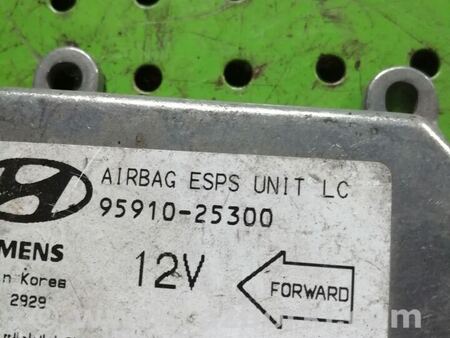 AIRBAG ESPS UNIT LC
95910-25300
MENS
n Korea
12V
FORWARD
2929